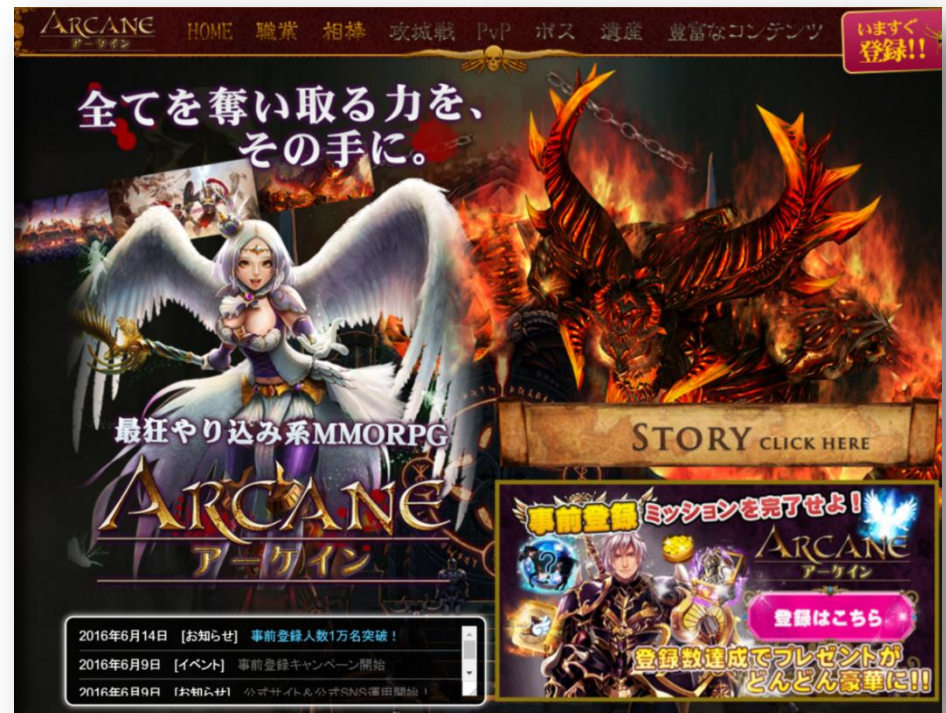 ARCANE
アーケイン
HOME 職業 相棒 攻城戦 PvP ボス 遺産 豊富なコンテンツ
いますぐ
登録!!
全てを奪い取る力を、
その手に。
最狂やり込み系MMORPG
ARCANE
アーケイン
STORY CLICK HERE
事前登録 ミッションを完了せよ!
?
ARCANE
アーケイン
登録はこちら
登録数達成でプレゼントが
どんどん豪華に!!
2016年6月14日 [お知らせ] 事前登録人数1万名突破!
2016年6月9日 [イベント] 事前登録キャンペーン開始
2016年6月9日 [お知らせ] 公式サイト&公式SNS運用開始!